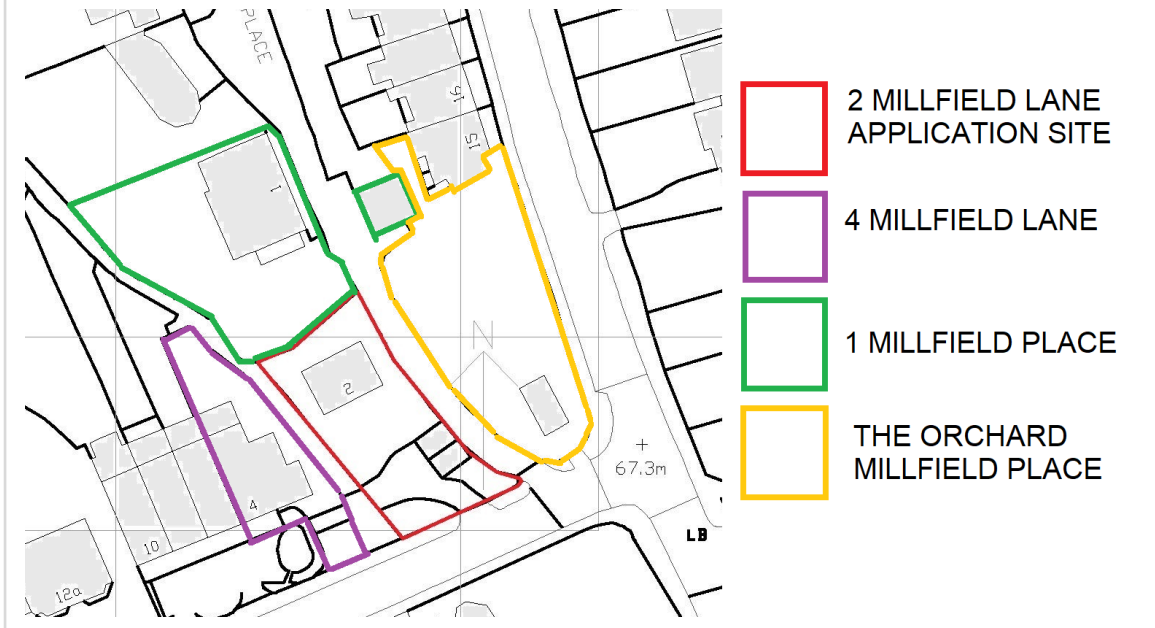 PLACE
16
15
1
2
4
10
12a
N
67.3m
LB
2 MILLFIELD LANE
APPLICATION SITE
4 MILLFIELD LANE
1 MILLFIELD PLACE
THE ORCHARD
MILLFIELD PLACE